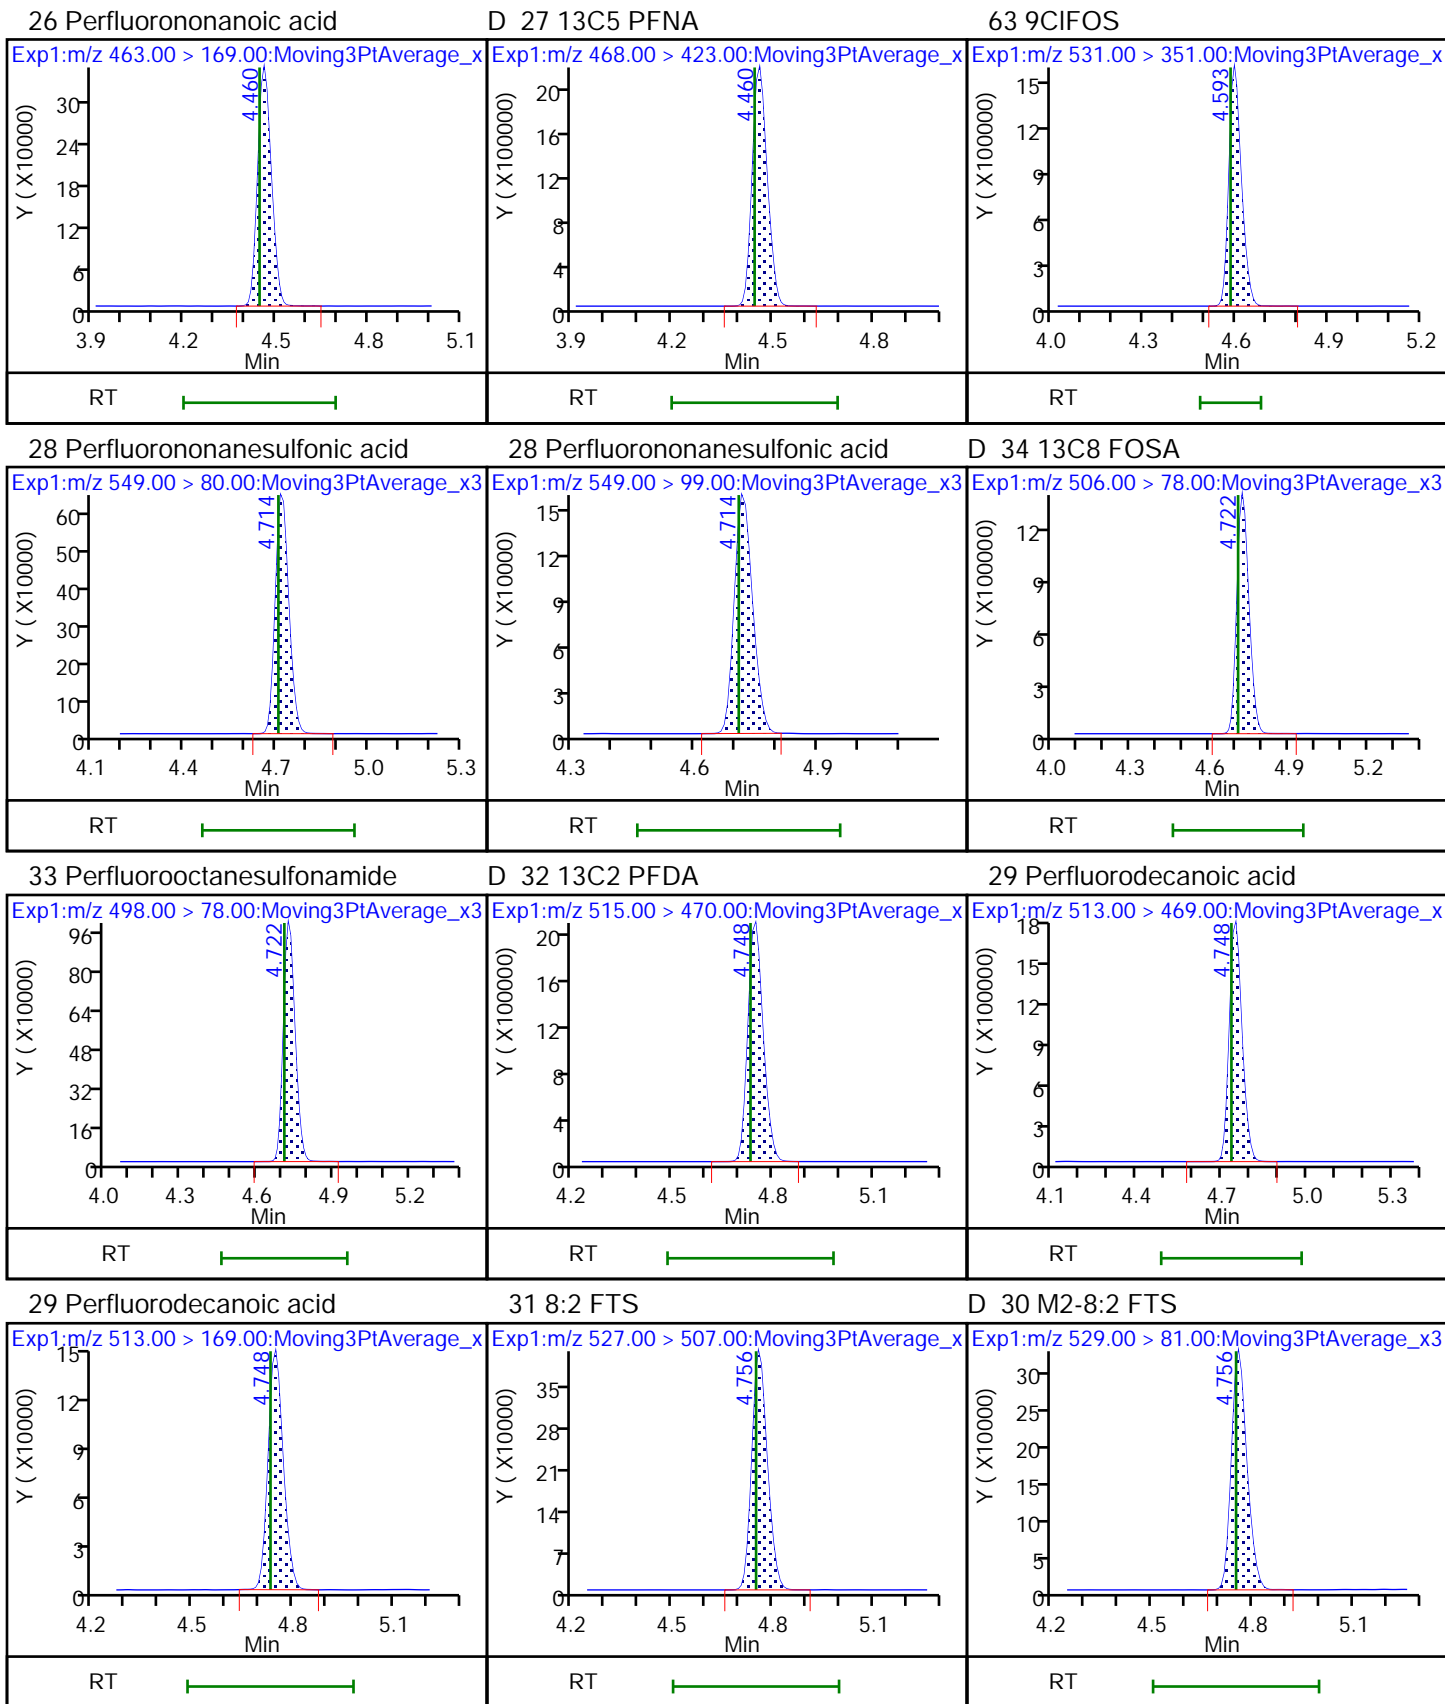 26 Perfluorononanoic acid
D 27 13C5 PFNA
63 9ClFOS
Exp1:m/z 463.00 > 169.00:Moving3PtAverage_x
Exp1:m/z 468.00 > 423.00:Moving3PtAverage_x
Exp1:m/z 531.00 > 351.00:Moving3PtAverage_x
4.460
4.460
4.593
Y ( X10000)
30
24
18
12
6
0
Y ( X100000)
20
16
12
8
4
0
Y ( X100000)
15
12
9
6
3
0
3.9 4.2 4.5 4.8 5.1
3.9 4.2 4.5 4.8
4.0 4.3 4.6 4.9 5.2
Min
Min
Min
RT
RT
RT
28 Perfluorononanesulfonic acid
28 Perfluorononanesulfonic acid
D 34 13C8 FOSA
Exp1:m/z 549.00 > 80.00:Moving3PtAverage_x3
Exp1:m/z 549.00 > 99.00:Moving3PtAverage_x3
Exp1:m/z 506.00 > 78.00:Moving3PtAverage_x3
4.714
4.714
4.722
Y ( X10000)
60
50
40
30
20
10
0
Y ( X10000)
15
12
9
6
3
0
Y ( X100000)
12
9
6
3
0
4.1 4.4 4.7 5.0 5.3
4.3 4.6 4.9
4.0 4.3 4.6 4.9 5.2
Min
Min
Min
RT
RT
RT
33 Perfluorooctanesulfonamide
D 32 13C2 PFDA
29 Perfluorodecanoic acid
Exp1:m/z 498.00 > 78.00:Moving3PtAverage_x3
Exp1:m/z 515.00 > 470.00:Moving3PtAverage_x
Exp1:m/z 513.00 > 469.00:Moving3PtAverage_x
4.722
4.748
4.748
Y ( X10000)
96
80
64
48
32
16
0
Y ( X100000)
20
16
12
8
4
0
Y ( X100000)
18
15
12
9
6
3
0
4.0 4.3 4.6 4.9 5.2
4.2 4.5 4.8 5.1
4.1 4.4 4.7 5.0 5.3
Min
Min
Min
RT
RT
RT
29 Perfluorodecanoic acid
31 8:2 FTS
D 30 M2-8:2 FTS
Exp1:m/z 513.00 > 169.00:Moving3PtAverage_x
Exp1:m/z 527.00 > 507.00:Moving3PtAverage_x
Exp1:m/z 529.00 > 81.00:Moving3PtAverage_x3
4.748
4.756
4.756
Y ( X10000)
15
12
9
6
3
0
Y ( X10000)
35
28
21
14
7
0
Y ( X10000)
30
25
20
15
10
5
0
4.2 4.5 4.8 5.1
4.2 4.5 4.8 5.1
4.2 4.5 4.8 5.1
Min
Min
Min
RT
RT
RT